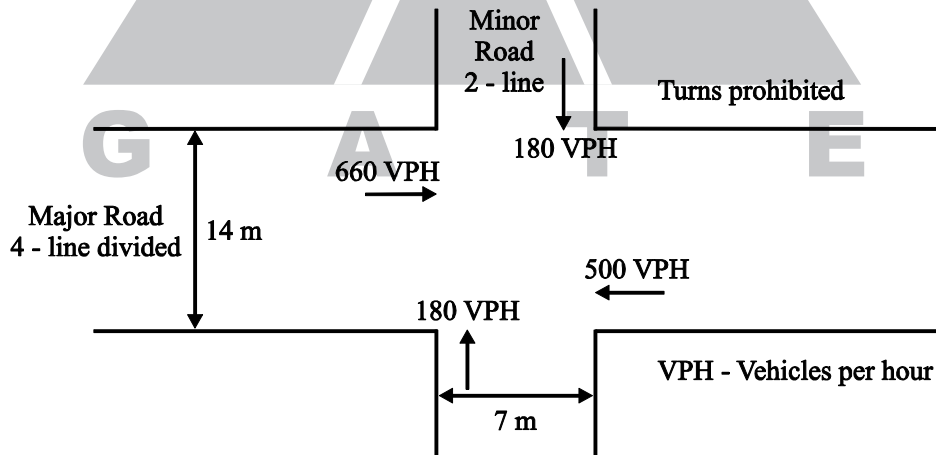 Minor
Road
2 - line
Turns prohibited
G A T E
180 VPH
660 VPH
Major Road
4 - line divided
14 m
500 VPH
180 VPH
VPH - Vehicles per hour
7 m